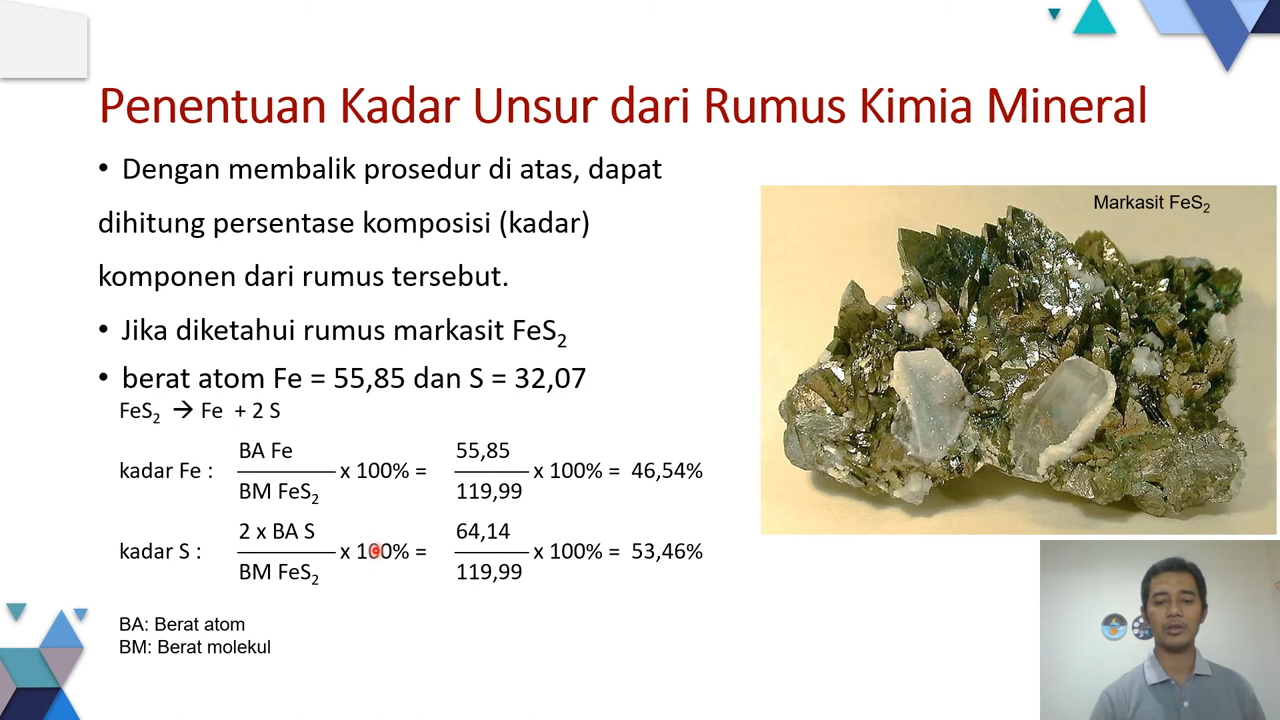 Penentuan Kadar Unsur dari Rumus Kimia Mineral
• Dengan membalik prosedur di atas, dapat
dihitung persentase komposisi (kadar)
komponen dari rumus tersebut.
• Jika diketahui rumus markasit FeS₂
• berat atom Fe = 55,85 dan S = 32,07
FeS₂ → Fe + 2 S
BA Fe
kadar Fe : x 100% =
BM FeS₂
55,85
x 100% = 46,54%
119,99
2 x BA S
kadar S : x 100% =
BM FeS₂
64,14
x 100% = 53,46%
119,99
BA: Berat atom
BM: Berat molekul
Markasit FeS₂